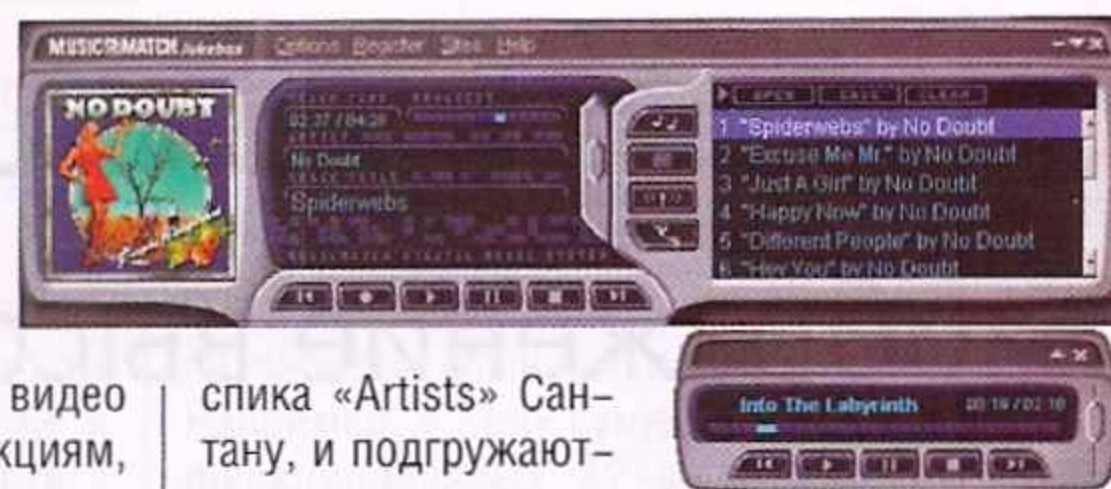 MUSICMATCH Jukebox Options Register Sites Help
NO DOUBT
02:37 / 04:28
No Doubt
Spiderwebs
OPEN SAVE CLEAR
1 "Spiderwebs" by No Doubt
2 "Excuse Me Mr." by No Doubt
3 "Just A Girl" by No Doubt
4 "Happy Now" by No Doubt
5 "Different People" by No Doubt
6 "Hey You" by No Doubt
Into The Labyrinth 00:19 / 02:10
видео
кциям,
спика «Artists» Сан-
тану, и подгружают-